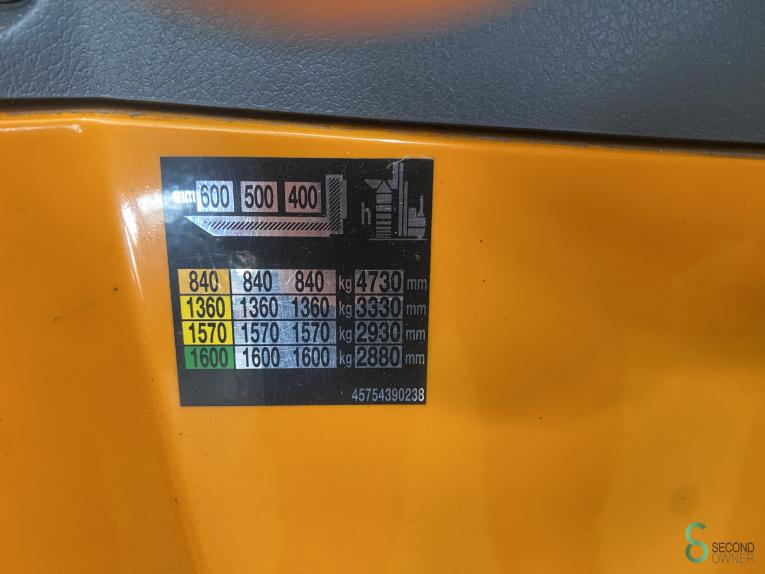 mm 600 500 400
h
840 840 840 kg 4730 mm
1360 1360 1360 kg 3330 mm
1570 1570 1570 kg 2930 mm
1600 1600 1600 kg 2880 mm
45754390238
SECOND
OWNER